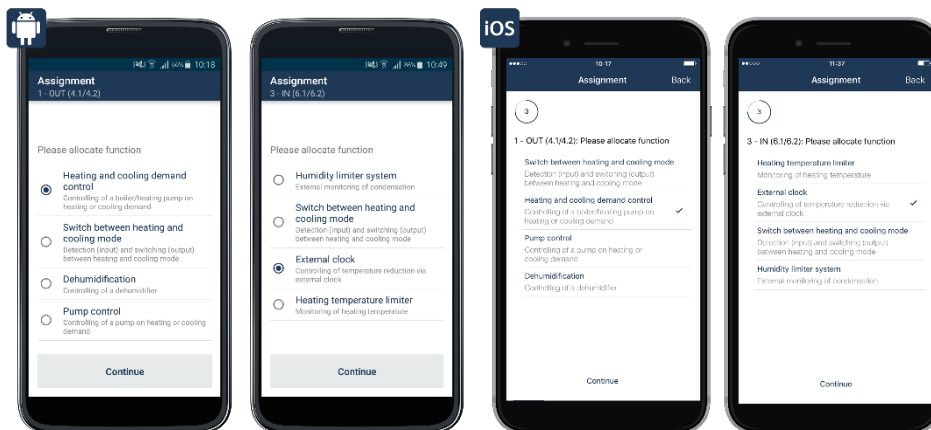 66% 10:18
Assignment
1 - OUT (4.1/4.2)
Please allocate function
Heating and cooling demand
control
Controlling of a boiler/heating pump on
heating or cooling demand
Switch between heating and
cooling mode
Detection (input) and switching (output)
between heating and cooling mode
Dehumidification
Controlling of a dehumidifier
Pump control
Controlling of a pump on heating or cooling
demand
Continue
86% 10:49
Assignment
3 - IN (6.1/6.2)
Please allocate function
Humidity limiter system
External monitoring of condensation
Switch between heating and
cooling mode
Detection (input) and switching (output)
between heating and cooling mode
External clock
Controlling of temperature reduction via
external clock
Heating temperature limiter
Monitoring of heating temperature
Continue
iOS
10:17
Assignment Back
3
1 - OUT (4.1/4.2): Please allocate function
Switch between heating and cooling mode
Detection (input) and switching (output)
between heating and cooling mode
Heating and cooling demand control
Controlling of a boiler/heating pump on
heating or cooling demand
Pump control
Controlling of a pump on heating or
cooling demand
Dehumidification
Controlling of a dehumidifier
Continue
11:37
Assignment Back
3
3 - IN (6.1/6.2): Please allocate function
Heating temperature limiter
Monitoring of heating temperature
External clock
Controlling of temperature reduction via
external clock
Switch between heating and cooling mode
Detection (input) and switching (output)
between heating and cooling mode
Humidity limiter system
External monitoring of condensation
Continue